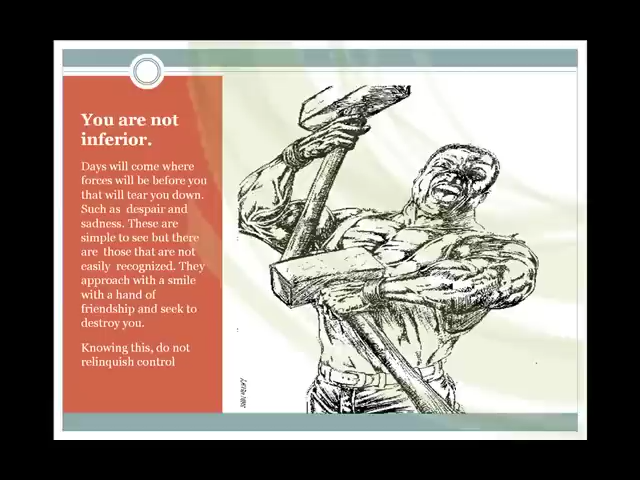 You are not
inferior.
Days will come where
forces will be before you
that will tear you down.
Such as despair and
sadness. These are
simple to see but there
are those that are not
easily recognized. They
approach with a smile
with a hand of
friendship and seek to
destroy you.
Knowing this, do not
relinquish control